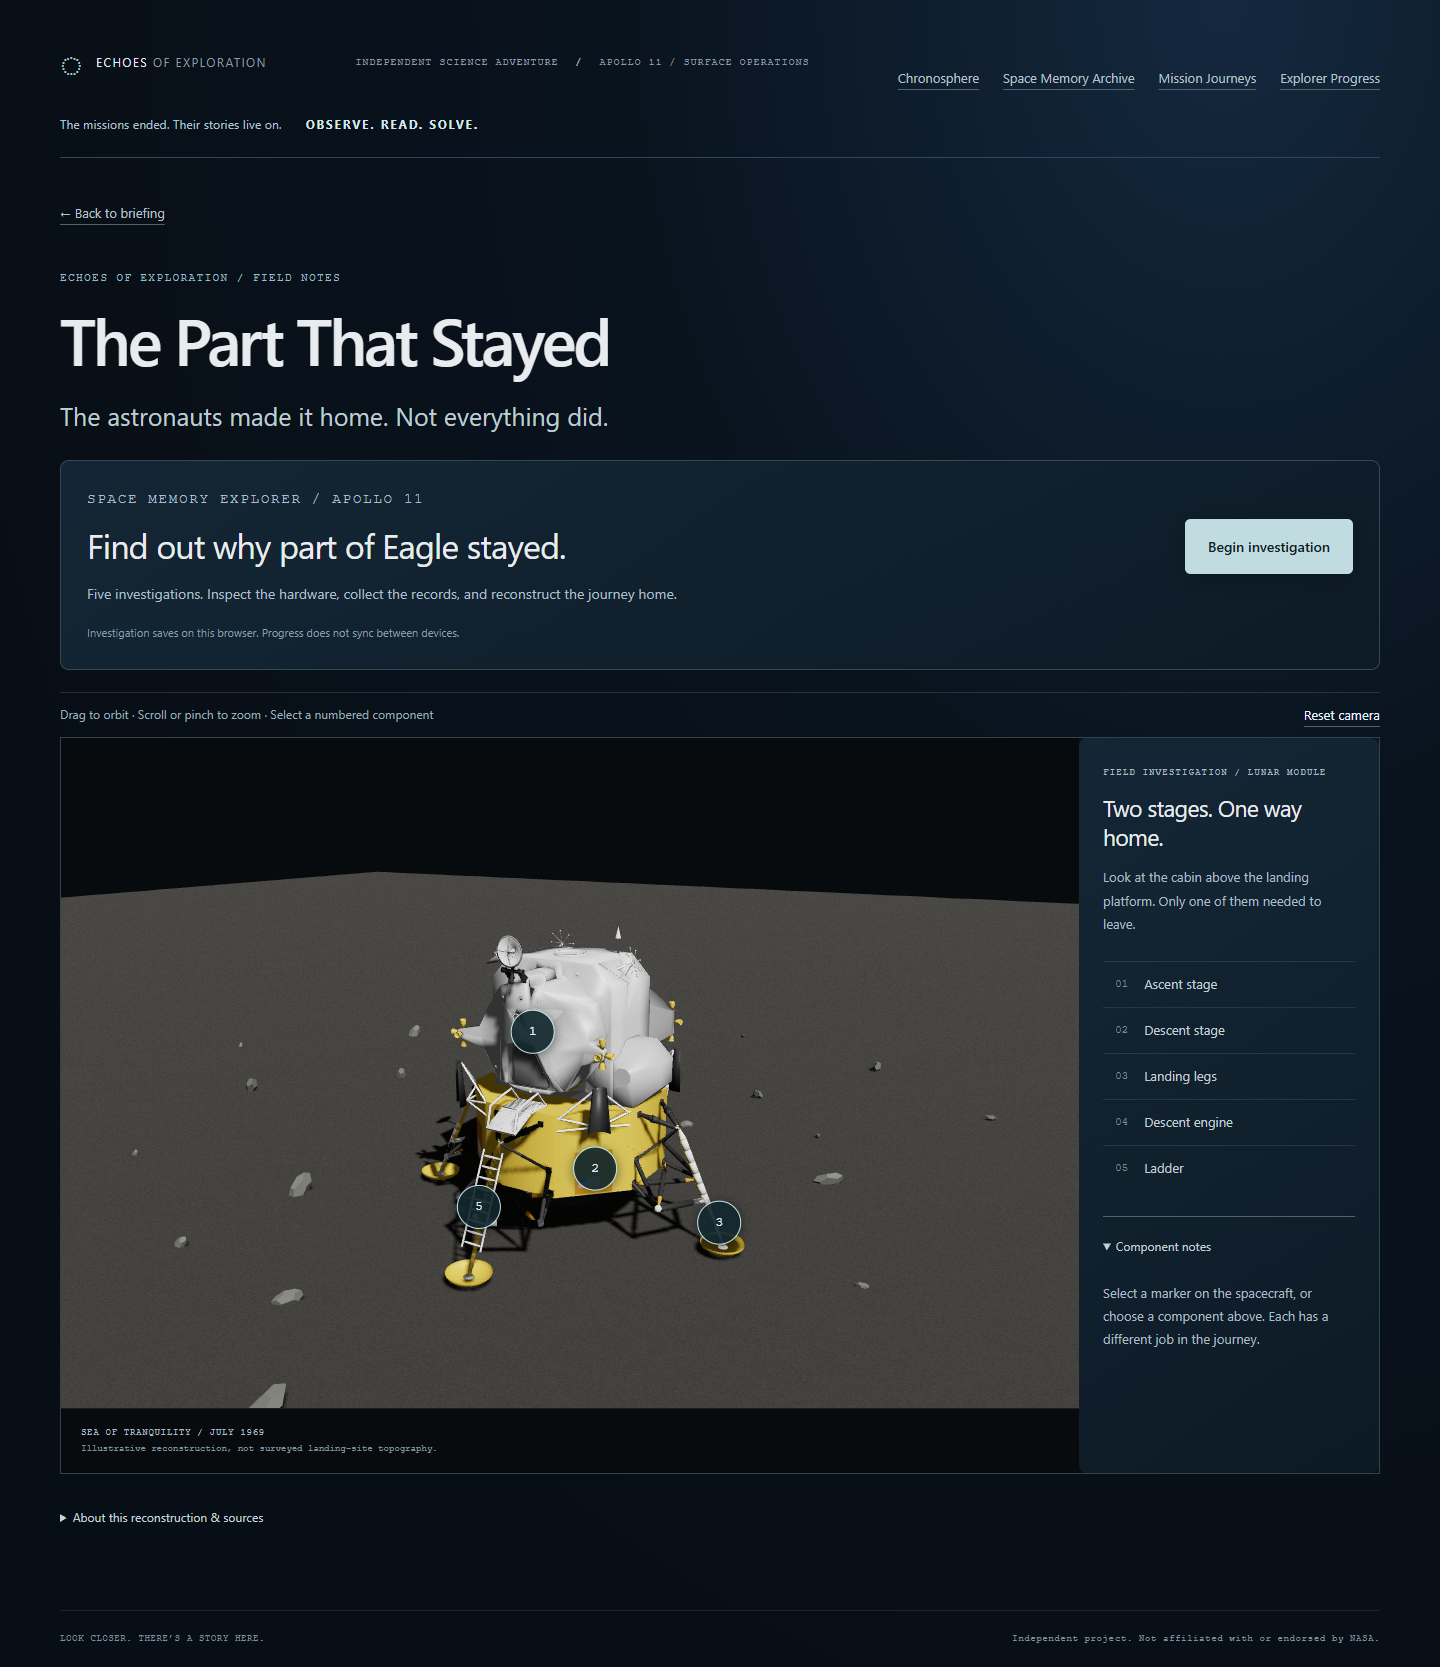 ECHOES OF EXPLORATION
INDEPENDENT SCIENCE ADVENTURE / APOLLO 11 / SURFACE OPERATIONS
Chronosphere Space Memory Archive Mission Journeys Explorer Progress
The missions ended. Their stories live on. OBSERVE. READ. SOLVE.
← Back to briefing
ECHOES OF EXPLORATION / FIELD NOTES
The Part That Stayed
The astronauts made it home. Not everything did.
SPACE MEMORY EXPLORER / APOLLO 11
Find out why part of Eagle stayed.
Five investigations. Inspect the hardware, collect the records, and reconstruct the journey home.
Investigation saves on this browser. Progress does not sync between devices.
Begin investigation
Drag to orbit · Scroll or pinch to zoom · Select a numbered component
Reset camera
1
2
5
3
SEA OF TRANQUILITY / JULY 1969
Illustrative reconstruction, not surveyed landing-site topography.
FIELD INVESTIGATION / LUNAR MODULE
Two stages. One way
home.
Look at the cabin above the landing
platform. Only one of them needed to
leave.
01 Ascent stage
02 Descent stage
03 Landing legs
04 Descent engine
05 Ladder
▼ Component notes
Select a marker on the spacecraft, or
choose a component above. Each has a
different job in the journey.
▶ About this reconstruction & sources
LOOK CLOSER. THERE'S A STORY HERE.
Independent project. Not affiliated with or endorsed by NASA.